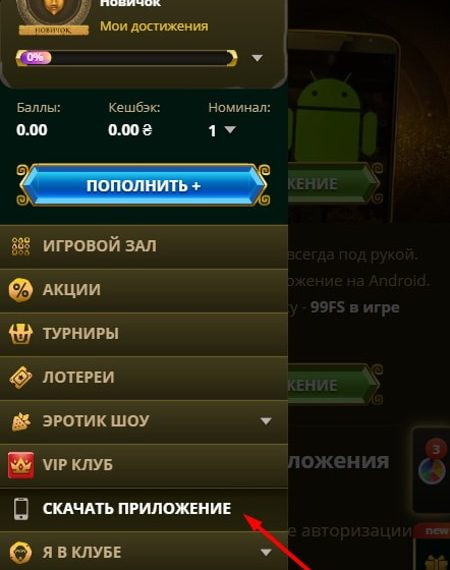 Новичок
НОВИЧОК
Мои достижения
0%
Баллы: Кешбэк: Номинал:
0.00 0.00 ₴ 1
ПОПОЛНИТЬ +
ЖЕНИЕ
ИГРОВОЙ ЗАЛ
всегда под рукой.
АКЦИИ
ожение на Android.
у - 99FS в игре
ТУРНИРЫ
ЛОТЕРЕИ
ЖЕНИЕ
ЭРОТИК ШОУ
3
VIP КЛУБ
ложения
СКАЧАТЬ ПРИЛОЖЕНИЕ
е авторизации
new
Я В КЛУБЕ